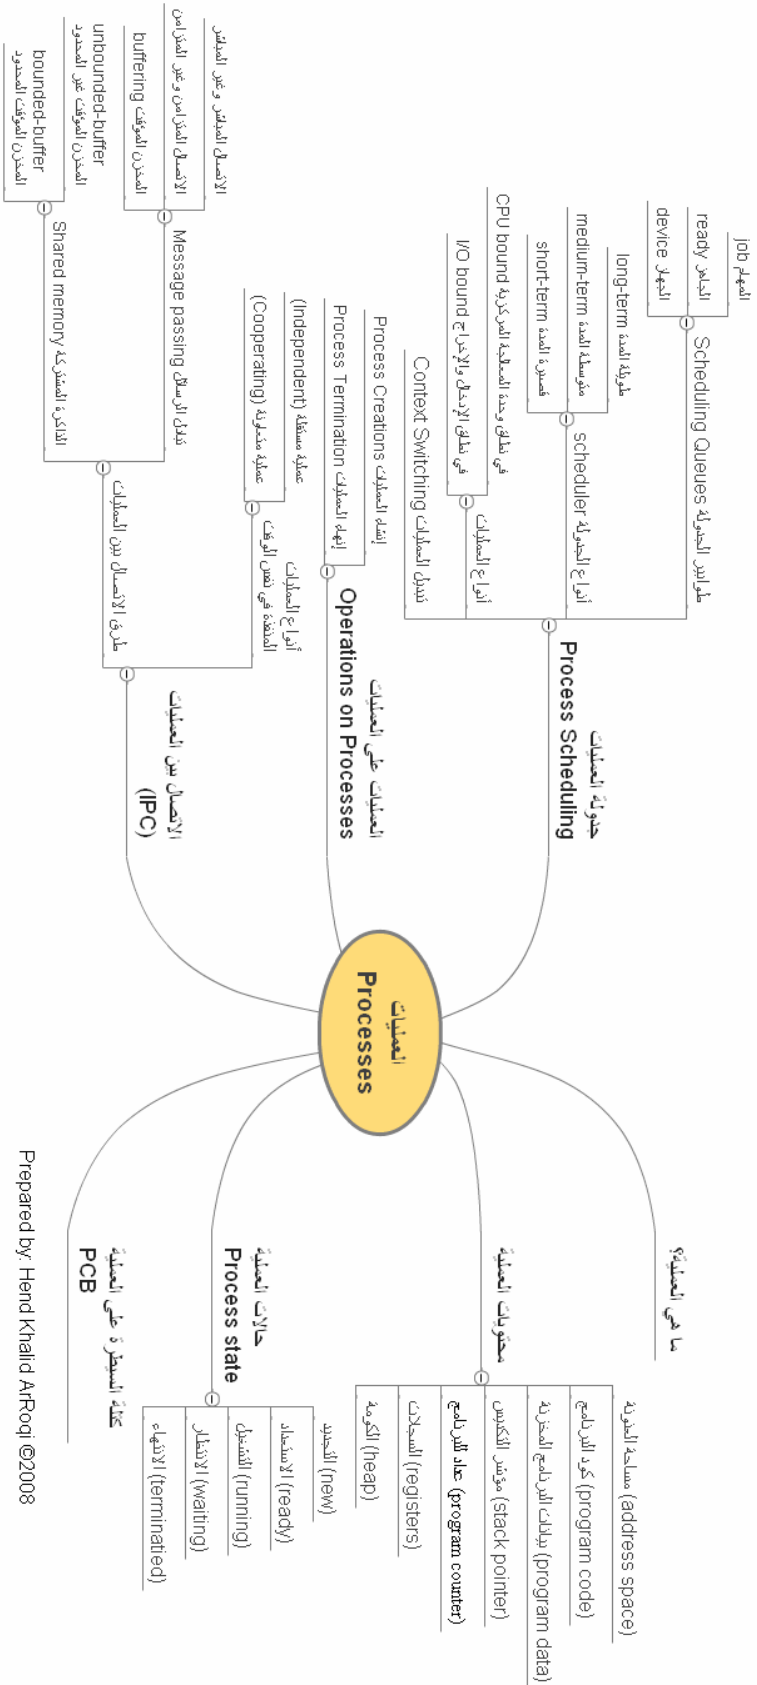 العمليات
Processes
ما هي العملية؟
محتويات العملية
مساحة العنونة (address space)
كود البرنامج (program code)
بيانات البرنامج المخزنة (program data)
مؤشر التكديس (stack pointer)
عداد البرنامج (program counter)
السجلات (registers)
الكومة (heap)
حالات العملية
Process state
التجديد (new)
الاستعداد (ready)
التشغيل (running)
الانتظار (waiting)
الانتهاء (terminatied)
كتلة السيطرة على العملية
PCB
جدولة العمليات
Process Scheduling
طوابير الجدولة Scheduling Queues
المهام job
الجاهز ready
الجهاز device
أنواع الجدولة scheduler
طويلة المدة long-term
متوسطة المدة medium-term
قصيرة المدة short-term
أنواع العمليات
في نطاق وحدة المعالجة المركزية CPU bound
في نطاق الإدخال والإخراج I/O bound
تبديل العمليات Context Switching
العمليات على العمليات
Operations on Processes
إنشاء العمليات Process Creations
إنهاء العمليات Process Termination
الاتصال بين العمليات
(IPC)
أنواع العمليات
المنفذة في نفس الوقت
عملية مستقلة (Independent)
عملية متعاونة (Cooperating)
طرق الاتصال بين العمليات
تبادل الرسائل Message passing
الاتصال المباشر وغير المباشر
الاتصال المتزامن وغير المتزامن
المخزن المؤقت buffering
الذاكرة المشتركة Shared memory
unbounded-buffer
المخزن المؤقت غير المحدود
bounded-buffer
المخزن المؤقت المحدود
Prepared by: Hend Khalid ArRoqi ©2008